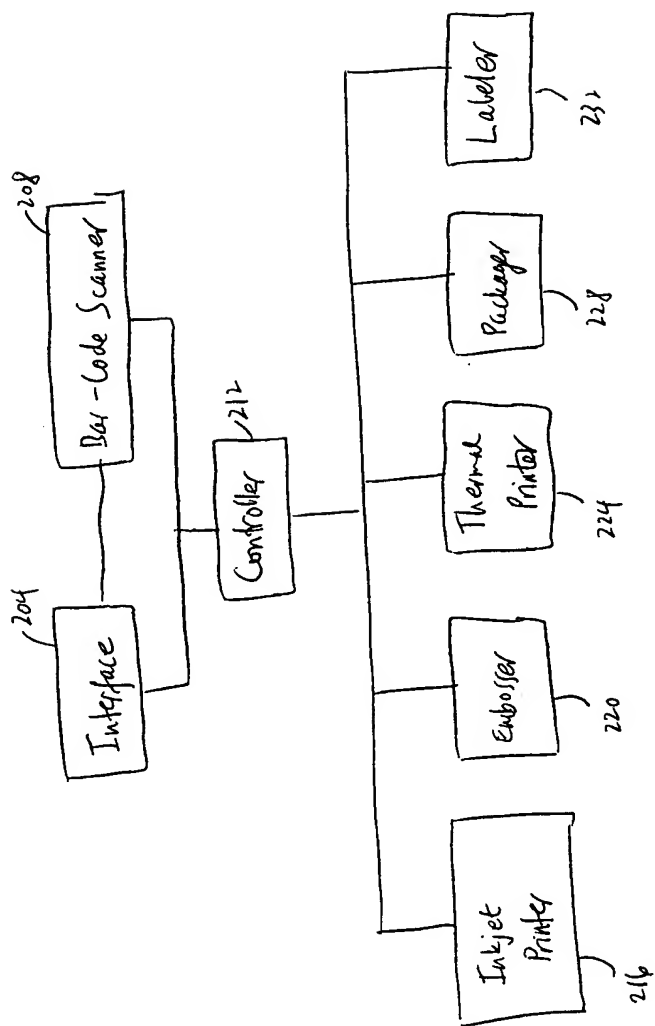 204
Interface
208
Bar-Code Scanner
212
Controller
Inkjet
Printer
216
Embosser
220
Thermal
Printer
224
Packager
228
Labeler
232